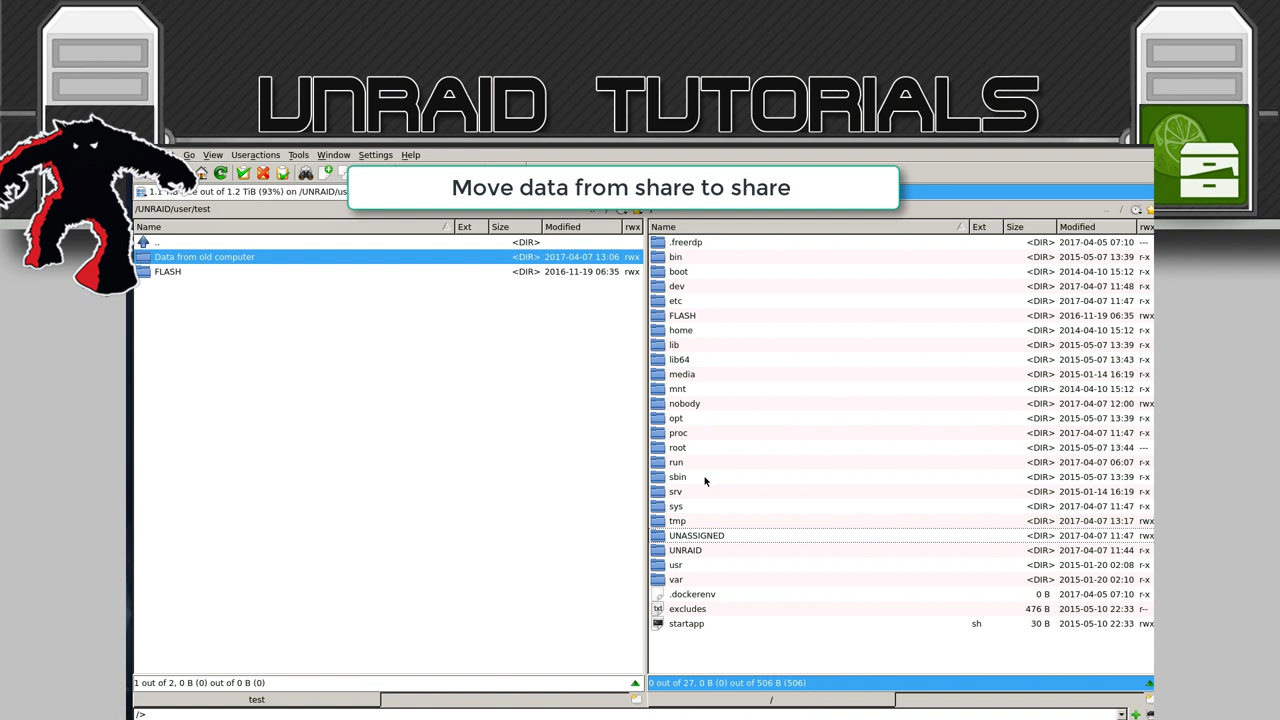 UNRAID TUTORIALS
Go View Useractions Tools Window Settings Help
Move data from share to share
out of 1.2 TiB (93%) on /UNRAID/us
/UNRAID/user/test .. / .. /
Name Ext Size Modified rwx Name Ext Size Modified rwx
.. <DIR>
Data from old computer <DIR> 2017-04-07 13:06 rwx
FLASH <DIR> 2016-11-19 06:35 rwx
.freerdp <DIR> 2017-04-05 07:10 ---
bin <DIR> 2015-05-07 13:39 r-x
boot <DIR> 2014-04-10 15:12 r-x
dev <DIR> 2017-04-07 11:48 r-x
etc <DIR> 2017-04-07 11:47 r-x
FLASH <DIR> 2016-11-19 06:35 rwx
home <DIR> 2014-04-10 15:12 r-x
lib <DIR> 2015-05-07 13:39 r-x
lib64 <DIR> 2015-05-07 13:43 r-x
media <DIR> 2015-01-14 16:19 r-x
mnt <DIR> 2014-04-10 15:12 r-x
nobody <DIR> 2017-04-07 12:00 rwx
opt <DIR> 2015-05-07 13:39 r-x
proc <DIR> 2017-04-07 11:47 r-x
root <DIR> 2015-05-07 13:44 ---
run <DIR> 2017-04-07 06:07 r-x
sbin <DIR> 2015-05-07 13:39 r-x
srv <DIR> 2015-01-14 16:19 r-x
sys <DIR> 2017-04-07 11:47 r-x
tmp <DIR> 2017-04-07 13:17 rwx
UNASSIGNED <DIR> 2017-04-07 11:47 rwx
UNRAID <DIR> 2017-04-07 11:44 rwx
usr <DIR> 2015-01-20 02:08 r-x
var <DIR> 2015-01-20 02:10 r-x
.dockerenv 0 B 2017-04-05 07:10 r-x
excludes 476 B 2015-05-10 22:33 r--
startapp sh 30 B 2015-05-10 22:33 rwx
1 out of 2, 0 B (0) out of 0 B (0) 0 out of 27, 0 B (0) out of 506 B (506)
test /
/>